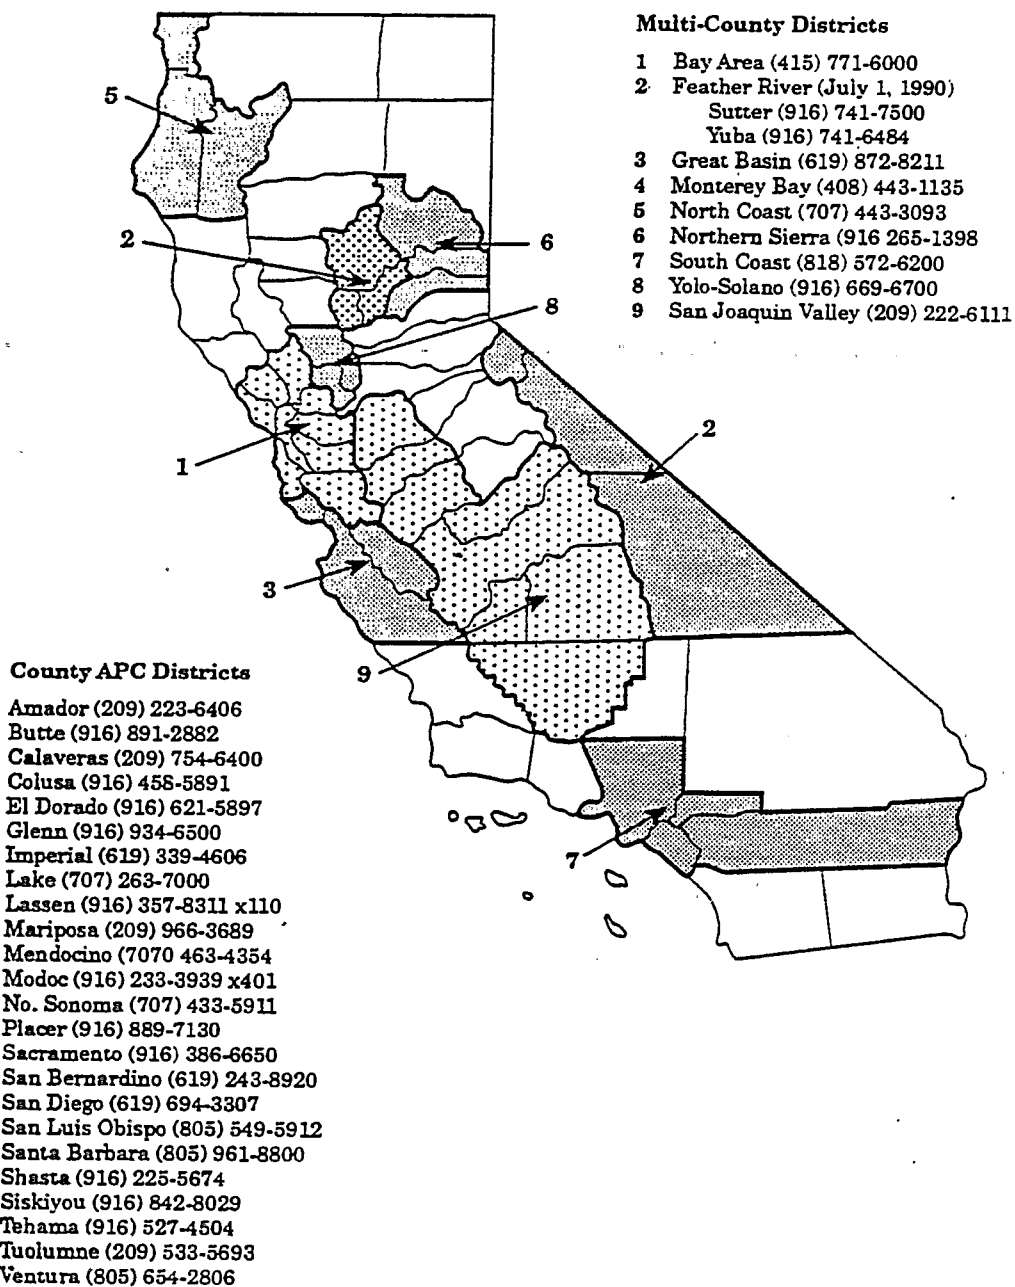 Multi-County Districts
1 Bay Area (415) 771-6000
2 Feather River (July 1, 1990)
Sutter (916) 741-7500
Yuba (916) 741-6484
3 Great Basin (619) 872-8211
4 Monterey Bay (408) 443-1135
5 North Coast (707) 443-3093
6 Northern Sierra (916 265-1398
7 South Coast (818) 572-6200
8 Yolo-Solano (916) 669-6700
9 San Joaquin Valley (209) 222-6111
5
2
6
8
1
2
3
9
7
County APC Districts
Amador (209) 223-6406
Butte (916) 891-2882
Calaveras (209) 754-6400
Colusa (916) 458-5891
El Dorado (916) 621-5897
Glenn (916) 934-6500
Imperial (619) 339-4606
Lake (707) 263-7000
Lassen (916) 357-8311 x110
Mariposa (209) 966-3689
Mendocino (7070 463-4354
Modoc (916) 233-3939 x401
No. Sonoma (707) 433-5911
Placer (916) 889-7130
Sacramento (916) 386-6650
San Bernardino (619) 243-8920
San Diego (619) 694-3307
San Luis Obispo (805) 549-5912
Santa Barbara (805) 961-8800
Shasta (916) 225-5674
Siskiyou (916) 842-8029
Tehama (916) 527-4504
Tuolumne (209) 533-5693
Ventura (805) 654-2806